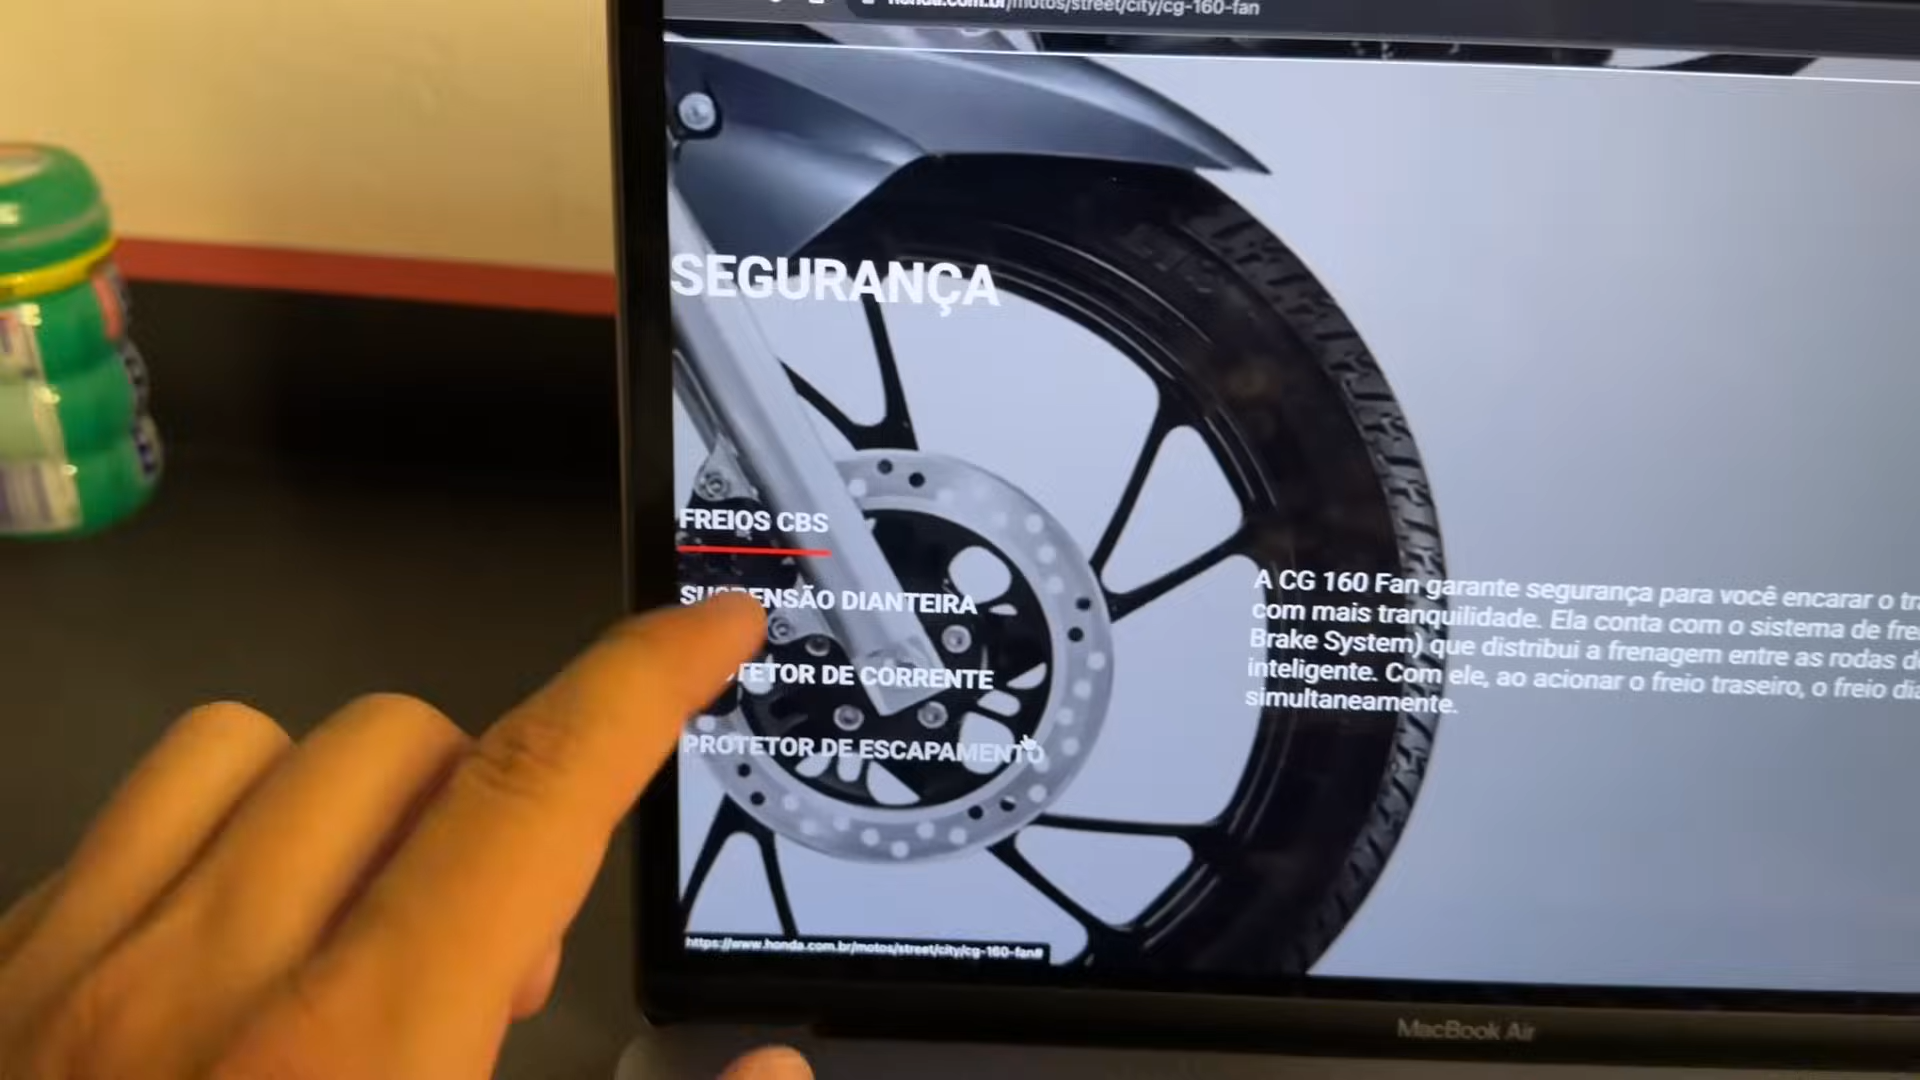 honda.com.br/motos/street/city/cg-160-fan
SEGURANÇA
FREIOS CBS
SUSPENSÃO DIANTEIRA
TETOR DE CORRENTE
PROTETOR DE ESCAPAMENTO
A CG 160 Fan garante segurança para você encarar o
com mais tranquilidade. Ela conta com o sistema de
Brake System) que distribui a frenagem entre as rodas
inteligente. Com ele, ao acionar o freio traseiro, o freio
simultaneamente.
https://www.honda.com.br/motos/street/city/cg-160-fan#
MacBook Air